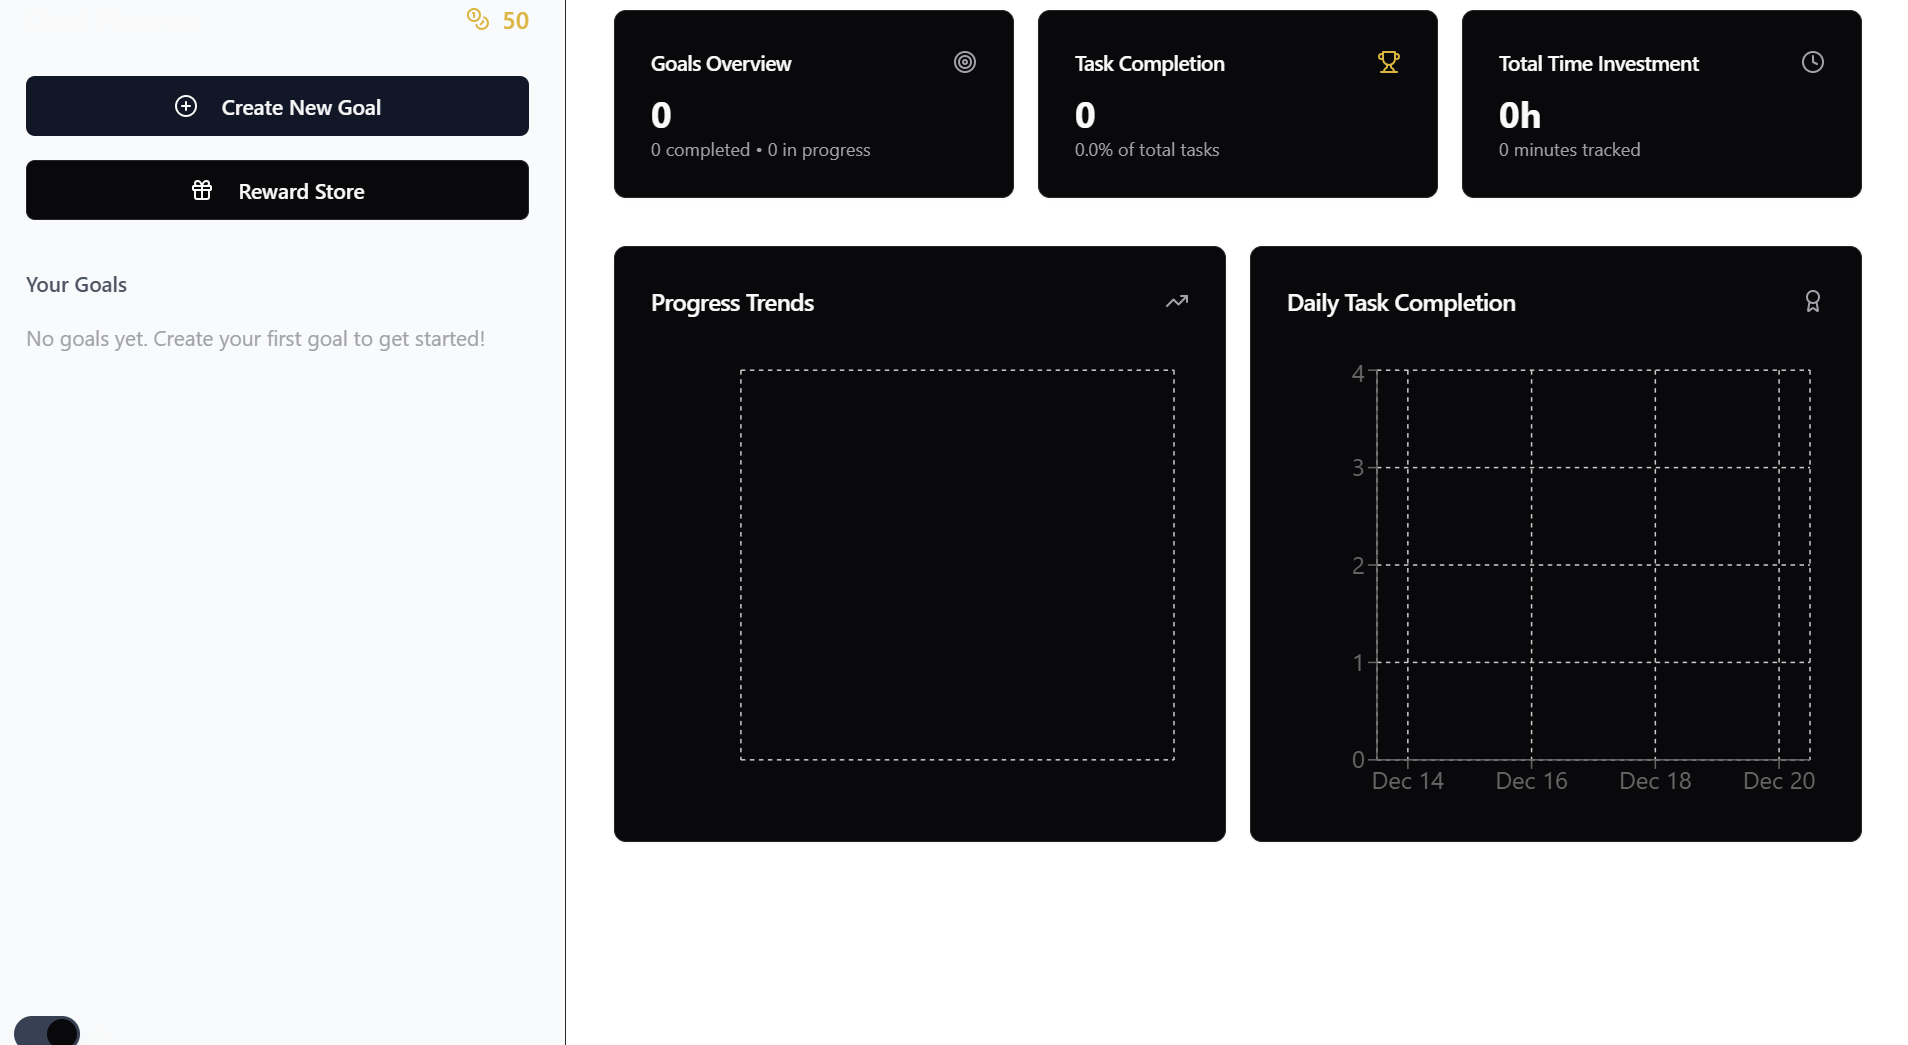 50
Create New Goal
Reward Store
Your Goals
No goals yet. Create your first goal to get started!
Goals Overview
0
0 completed • 0 in progress
Task Completion
0
0.0% of total tasks
Total Time Investment
0h
0 minutes tracked
Progress Trends
Daily Task Completion
4
3
2
1
0
Dec 14 Dec 16 Dec 18 Dec 20